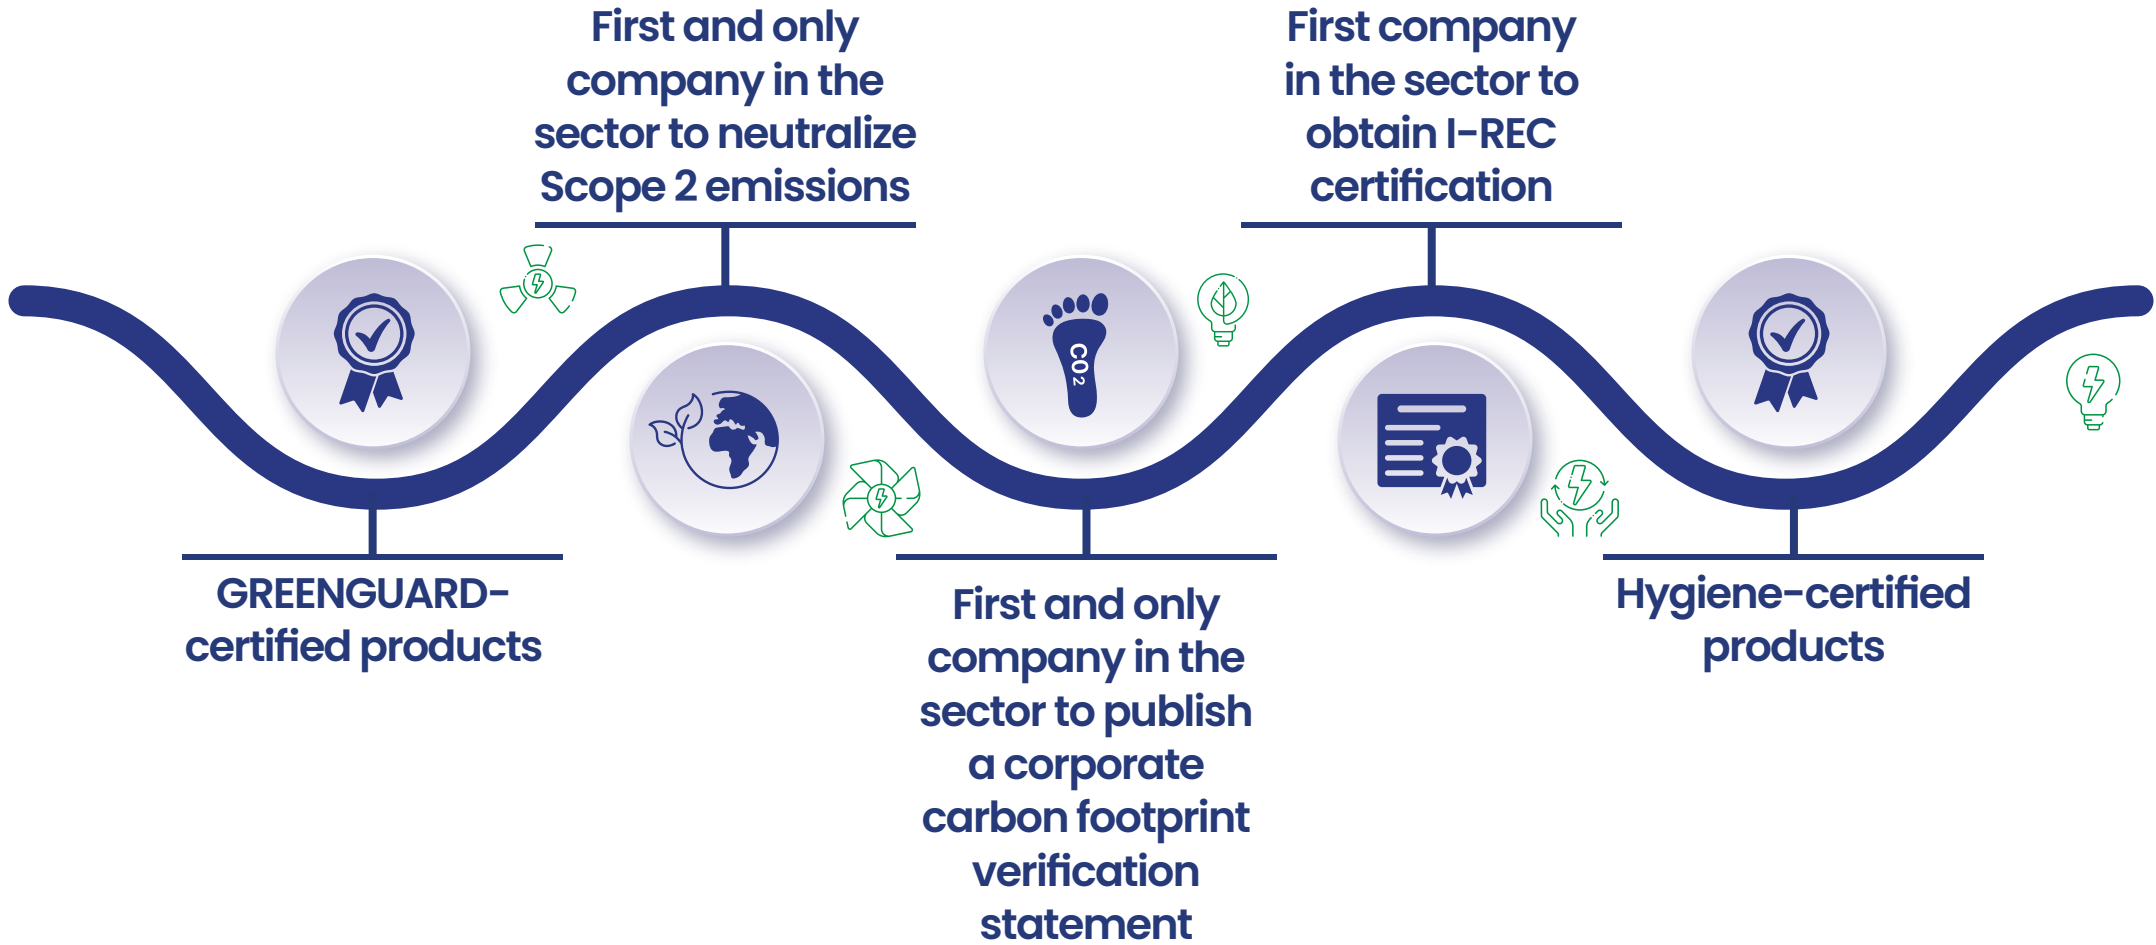 GREENGUARD-
certified products
First and only
company in the
sector to neutralize
Scope 2 emissions
CO2
First and only
company in the
sector to publish
a corporate
carbon footprint
verification
statement
First company
in the sector to
obtain I-REC
certification
Hygiene-certified
products